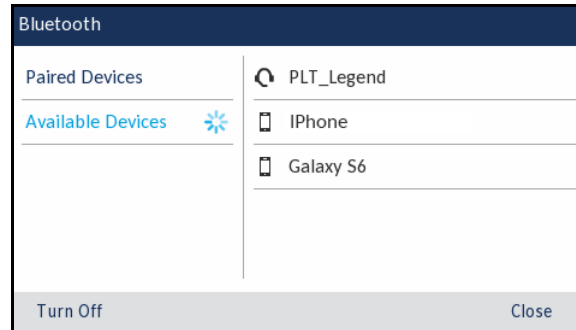 Bluetooth
Paired Devices
Available Devices
PLT_Legend
IPhone
Galaxy S6
Turn Off
Close